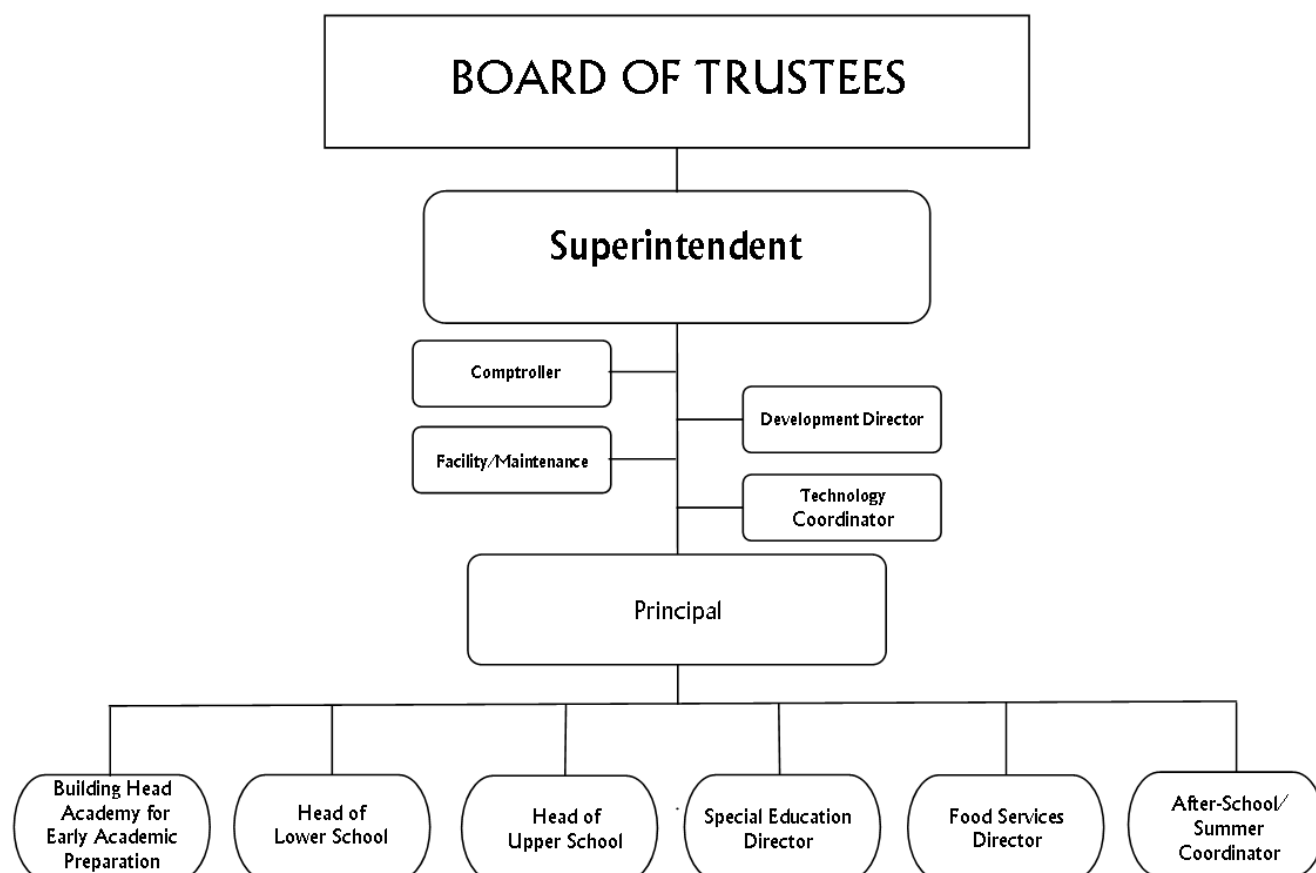 BOARD OF TRUSTEES
Superintendent
Comptroller
Development Director
Facility/Maintenance
Technology
Coordinator
Principal
Building Head
Academy for
Early Academic
Preparation
Head of
Lower School
Head of
Upper School
Special Education
Director
Food Services
Director
After-School/
Summer
Coordinator